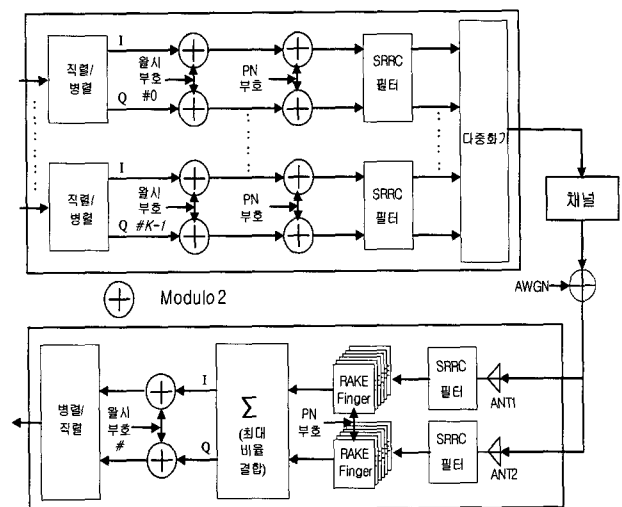 직렬/
병렬
I
Q
월시
부호
#0
PN
부호
SRRC
필터
다중화기
직렬/
병렬
I
Q
월시
부호
#K-1
PN
부호
SRRC
필터
채널
AWGN
Modulo2
병렬/
직렬
월시
부호
#
I
Q
Σ
(최대
비율
결합)
RAKE
Finger
PN
부호
RAKE
Finger
SRRC
필터
ANT1
SRRC
필터
ANT2